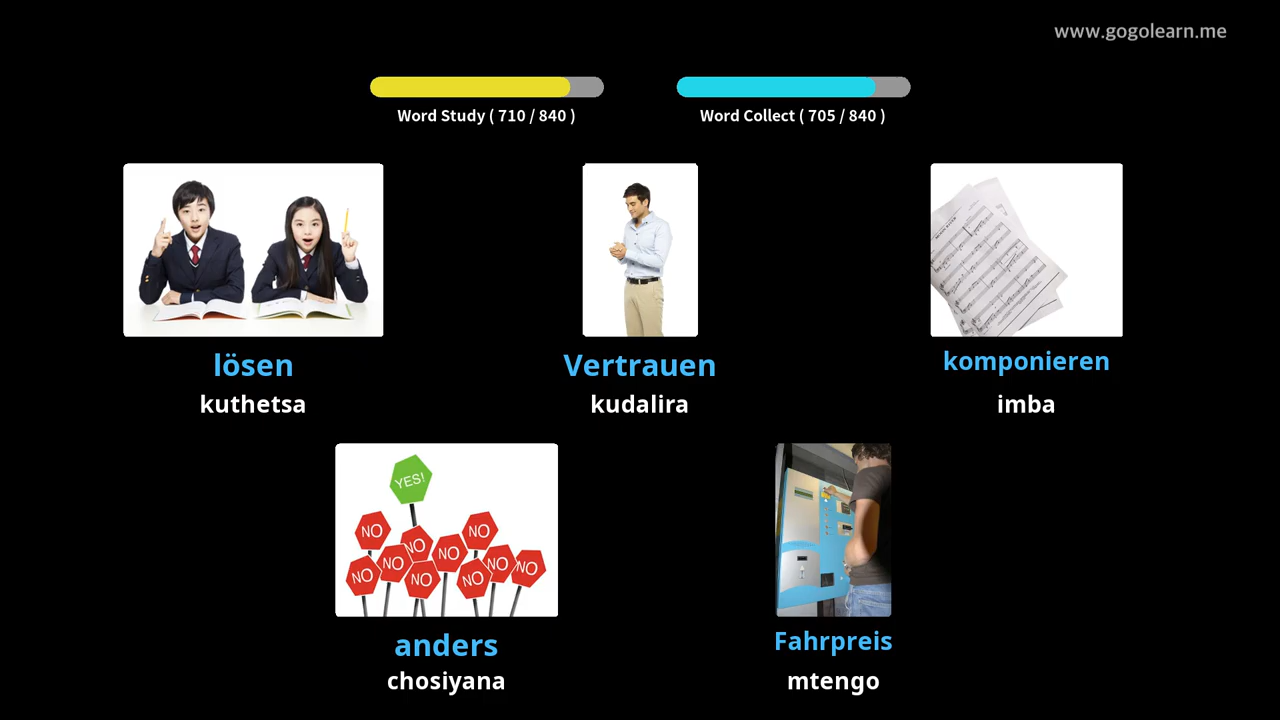 www.gogolearn.me
Word Study ( 710 / 840 )
Word Collect ( 705 / 840 )
lösen
kuthetsa
Vertrauen
kudalira
komponieren
imba
YES!
NO
NO
NO
NO
NO
NO
NO
NO
NO
NO
anders
chosiyana
Fahrpreis
mtengo